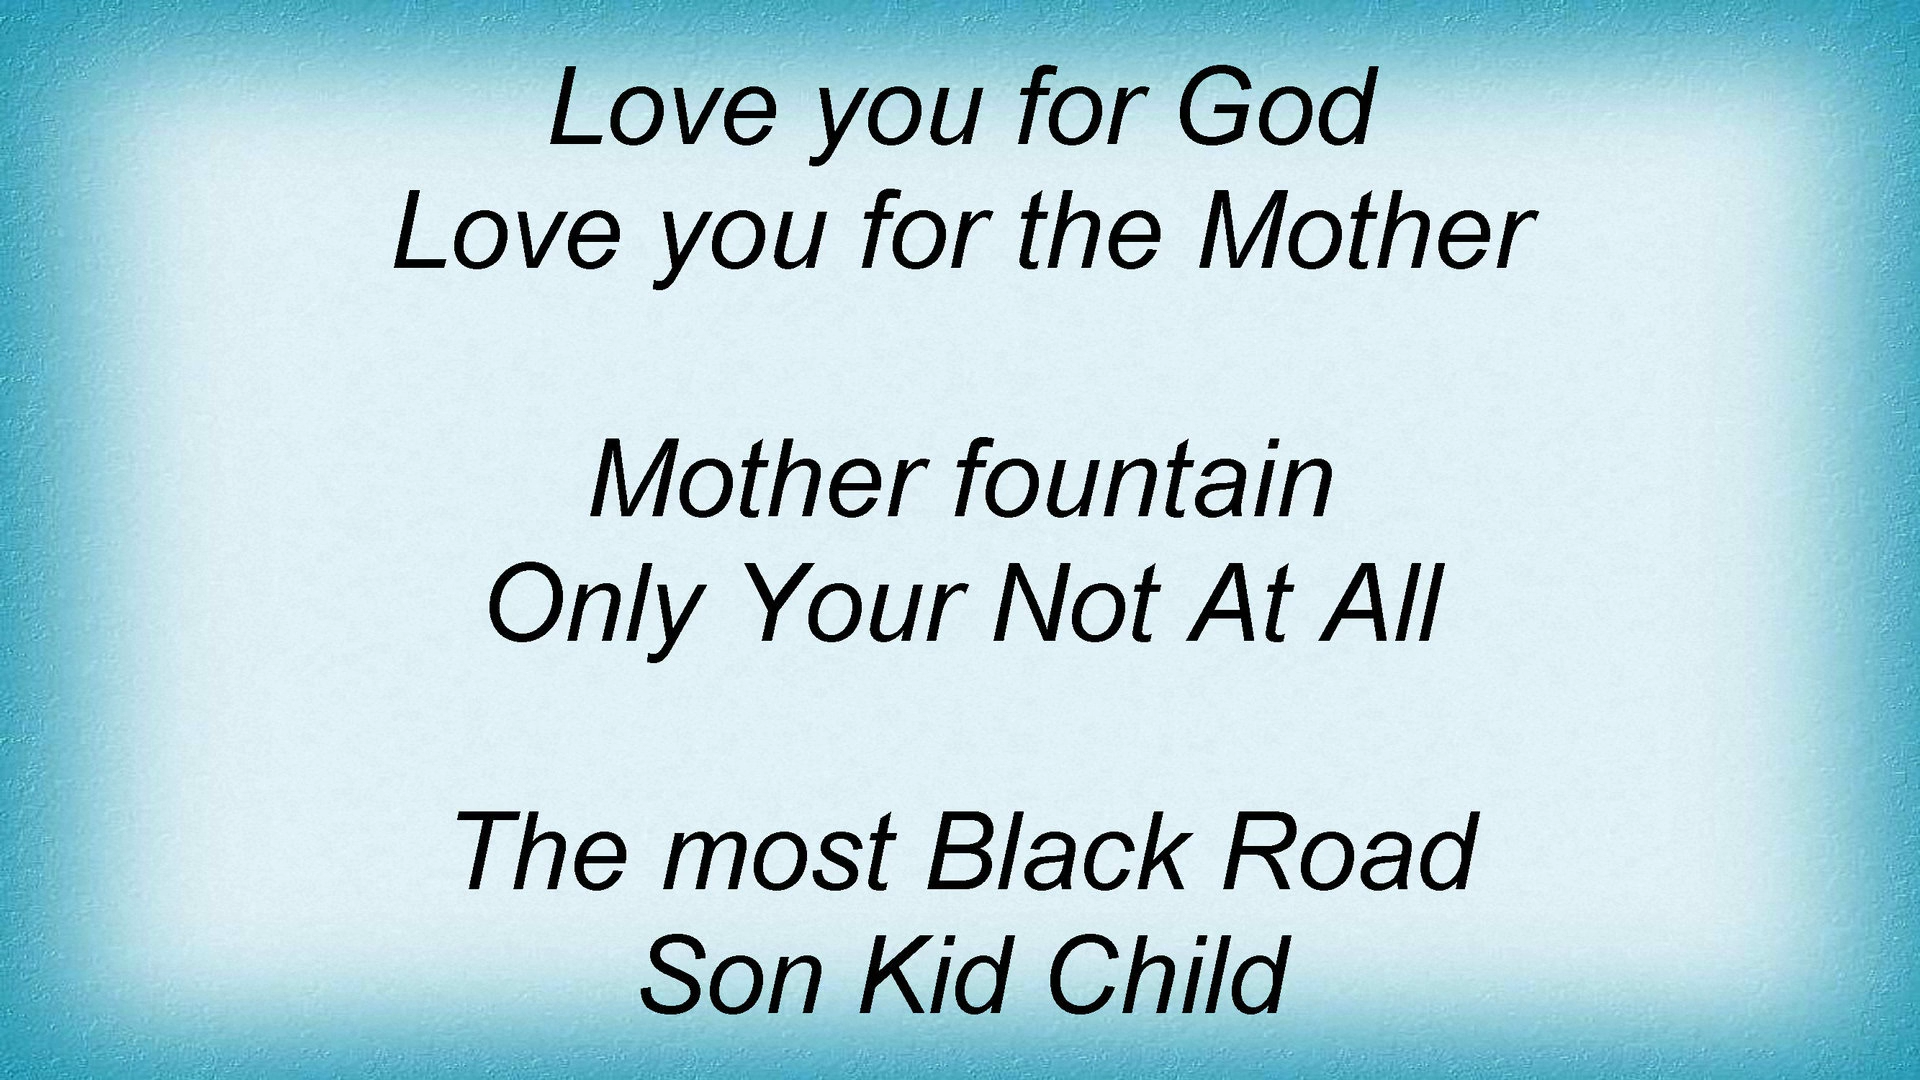 Love you for God
Love you for the Mother
Mother fountain
Only Your Not At All
The most Black Road
Son Kid Child